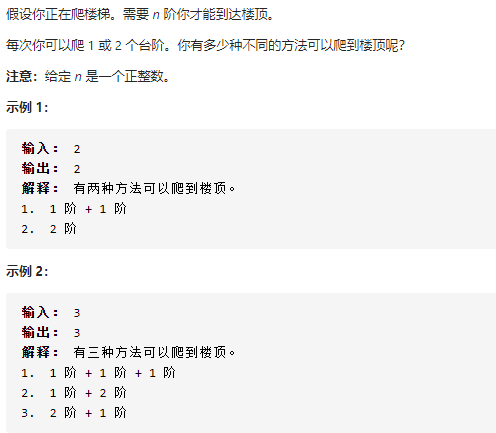 假设你正在爬楼梯。需要 n 阶你才能到达楼顶。
每次你可以爬 1 或 2 个台阶。你有多少种不同的方法可以爬到楼顶呢？
注意：给定 n 是一个正整数。
示例 1：
输入： 2
输出： 2
解释： 有两种方法可以爬到楼顶。
1. 1 阶 + 1 阶
2. 2 阶
示例 2：
输入： 3
输出： 3
解释： 有三种方法可以爬到楼顶。
1. 1 阶 + 1 阶 + 1 阶
2. 1 阶 + 2 阶
3. 2 阶 + 1 阶